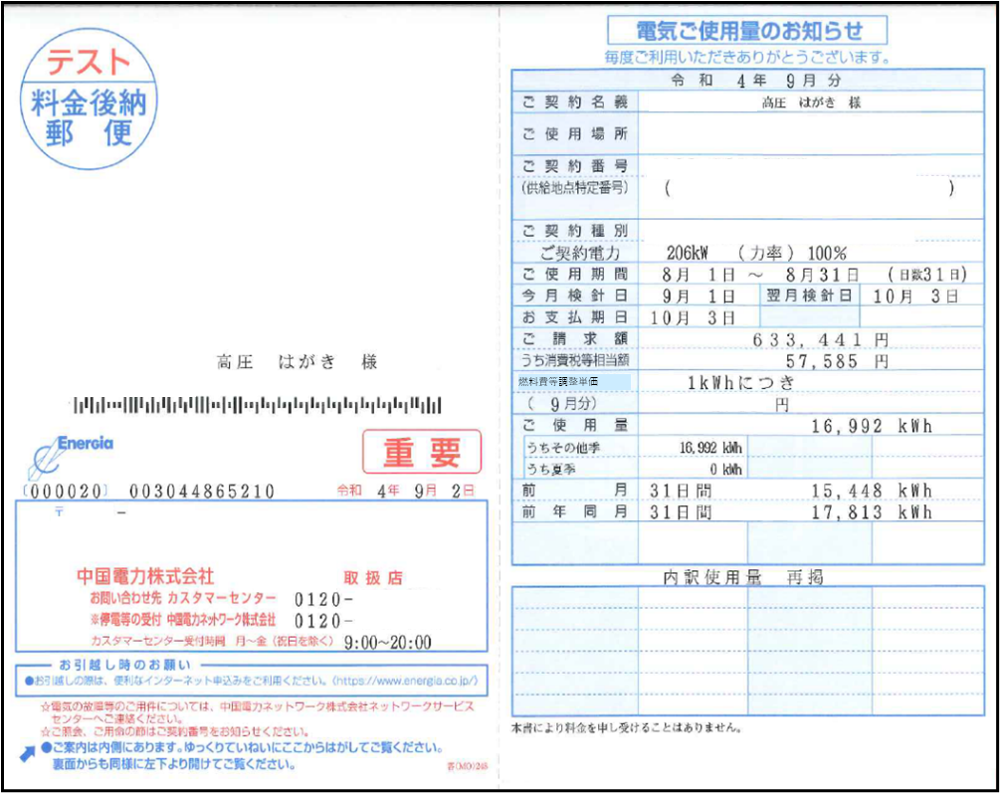 テスト
料金後納
郵便
高圧 はがき 様
Energia
重要
(000020) 003044865210 令和 4年 9月 2日
〒 −
中国電力株式会社 取扱店
お問い合わせ先 カスタマーセンター 0120-
※停電等の受付 中国電力ネットワーク株式会社 0120-
カスタマーセンター受付時間 月〜金(祝日を除く) 9:00~20:00
お引越し時のお願い
●お引越しの際は、便利なインターネット申込みをご利用ください。(https://www.energia.co.jp/)
☆電気の故障等のご用件については、中国電力ネットワーク株式会社ネットワークサービス
センターへご連絡ください。
☆ご照会、ご用命の節はご契約番号をお知らせください。
●ご案内は内側にあります。ゆっくりていねいにここからはがしてご覧ください。
裏面からも同様に左下より開けてご覧ください。
電気ご使用量のお知らせ
毎度ご利用いただきありがとうございます。
令和 4年 9月分
ご契約名義 高圧 はがき 様
ご使用場所
ご契約番号
(供給地点特定番号) ( )
ご契約種別
ご契約電力 206kW (力率) 100%
ご使用期間 8月 1日 〜 8月31日 (日数31日)
今月検針日 9月 1日 翌月検針日 10月 3日
お支払期日 10月 3日
ご請求額 633,441 円
うち消費税等相当額 57,585 円
燃料費等調整単価 1kWhにつき
( 9月分) 円
ご使用量 16,992 kWh
うちその他季 16,992 kWh
うち夏季 0 kWh
前月 31日間 15,448 kWh
前年同月 31日間 17,813 kWh
内訳使用量 再掲
本書により料金を申し受けることはありません。